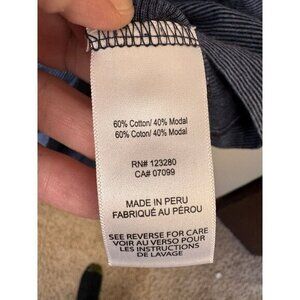 60% Cotton/ 40% Modal
60% Coton/ 40% Modal
RN# 123280
CA# 07099
MADE IN PERU
FABRIQUÉ AU PÉROU
SEE REVERSE FOR CARE
VOIR AU VERSO POUR
LES INSTRUCTIONS
DE LAVAGE